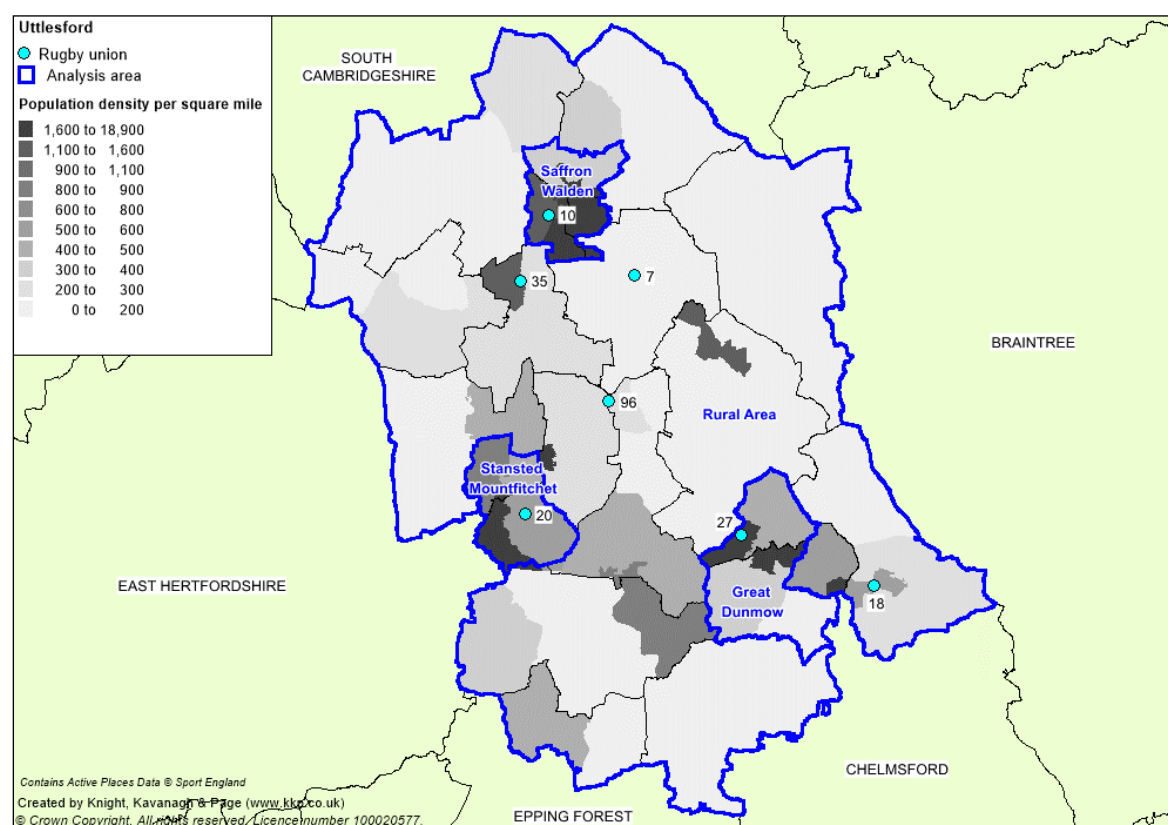 Uttlesford
Rugby union
Analysis area
Population density per square mile
1,600 to 18,900
1,100 to 1,600
900 to 1,100
800 to 900
600 to 800
500 to 600
400 to 500
300 to 400
200 to 300
0 to 200
SOUTH
CAMBRIDGESHIRE
Saffron
Walden
10
35
7
BRAINTREE
96
Rural Area
Stansted
Mountfitchet
20
27
EAST HERTFORDSHIRE
Great
Dunmow
18
CHELMSFORD
Contains Active Places Data © Sport England
Created by Knight, Kavanagh & Page (www.kkp.co.uk)
© Crown Copyright. All rights reserved. Licence number 100020577.
EPPING FOREST